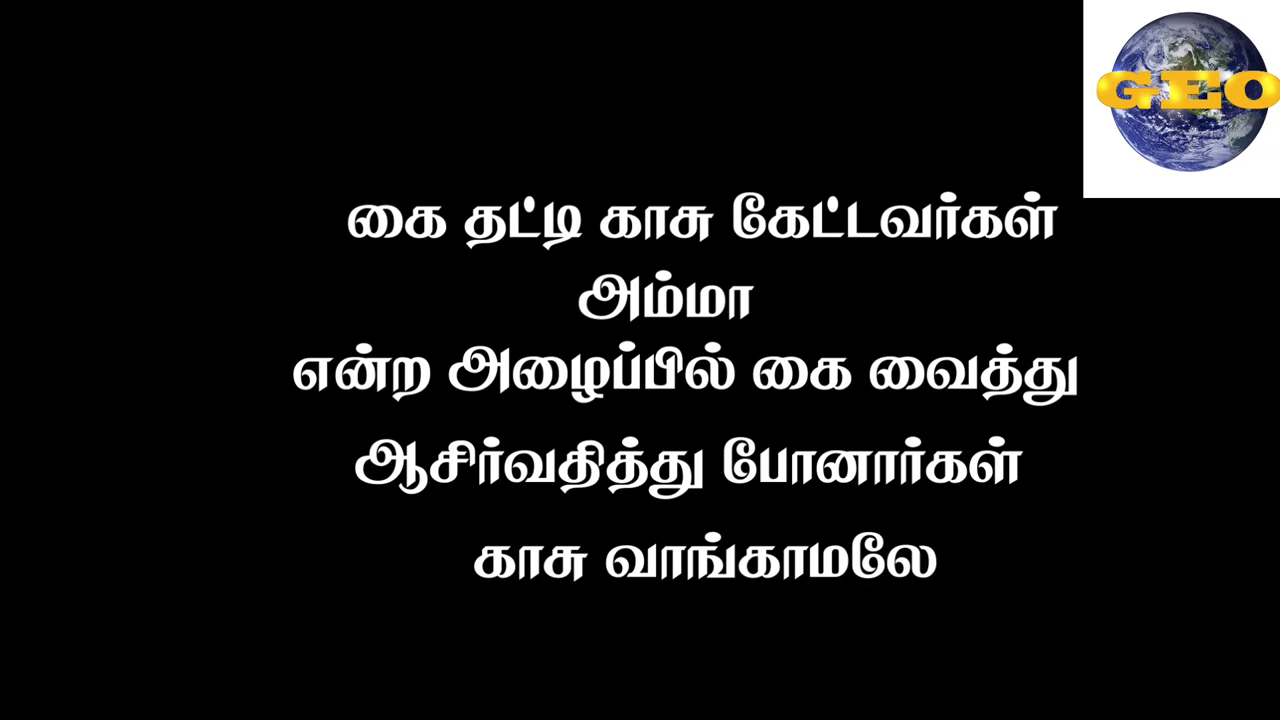 GEO
கை தட்டி காசு கேட்டவர்கள்
அம்மா
என்ற அழைப்பில் கை வைத்து
ஆசிர்வதித்து போனார்கள்
காசு வாங்காமலே